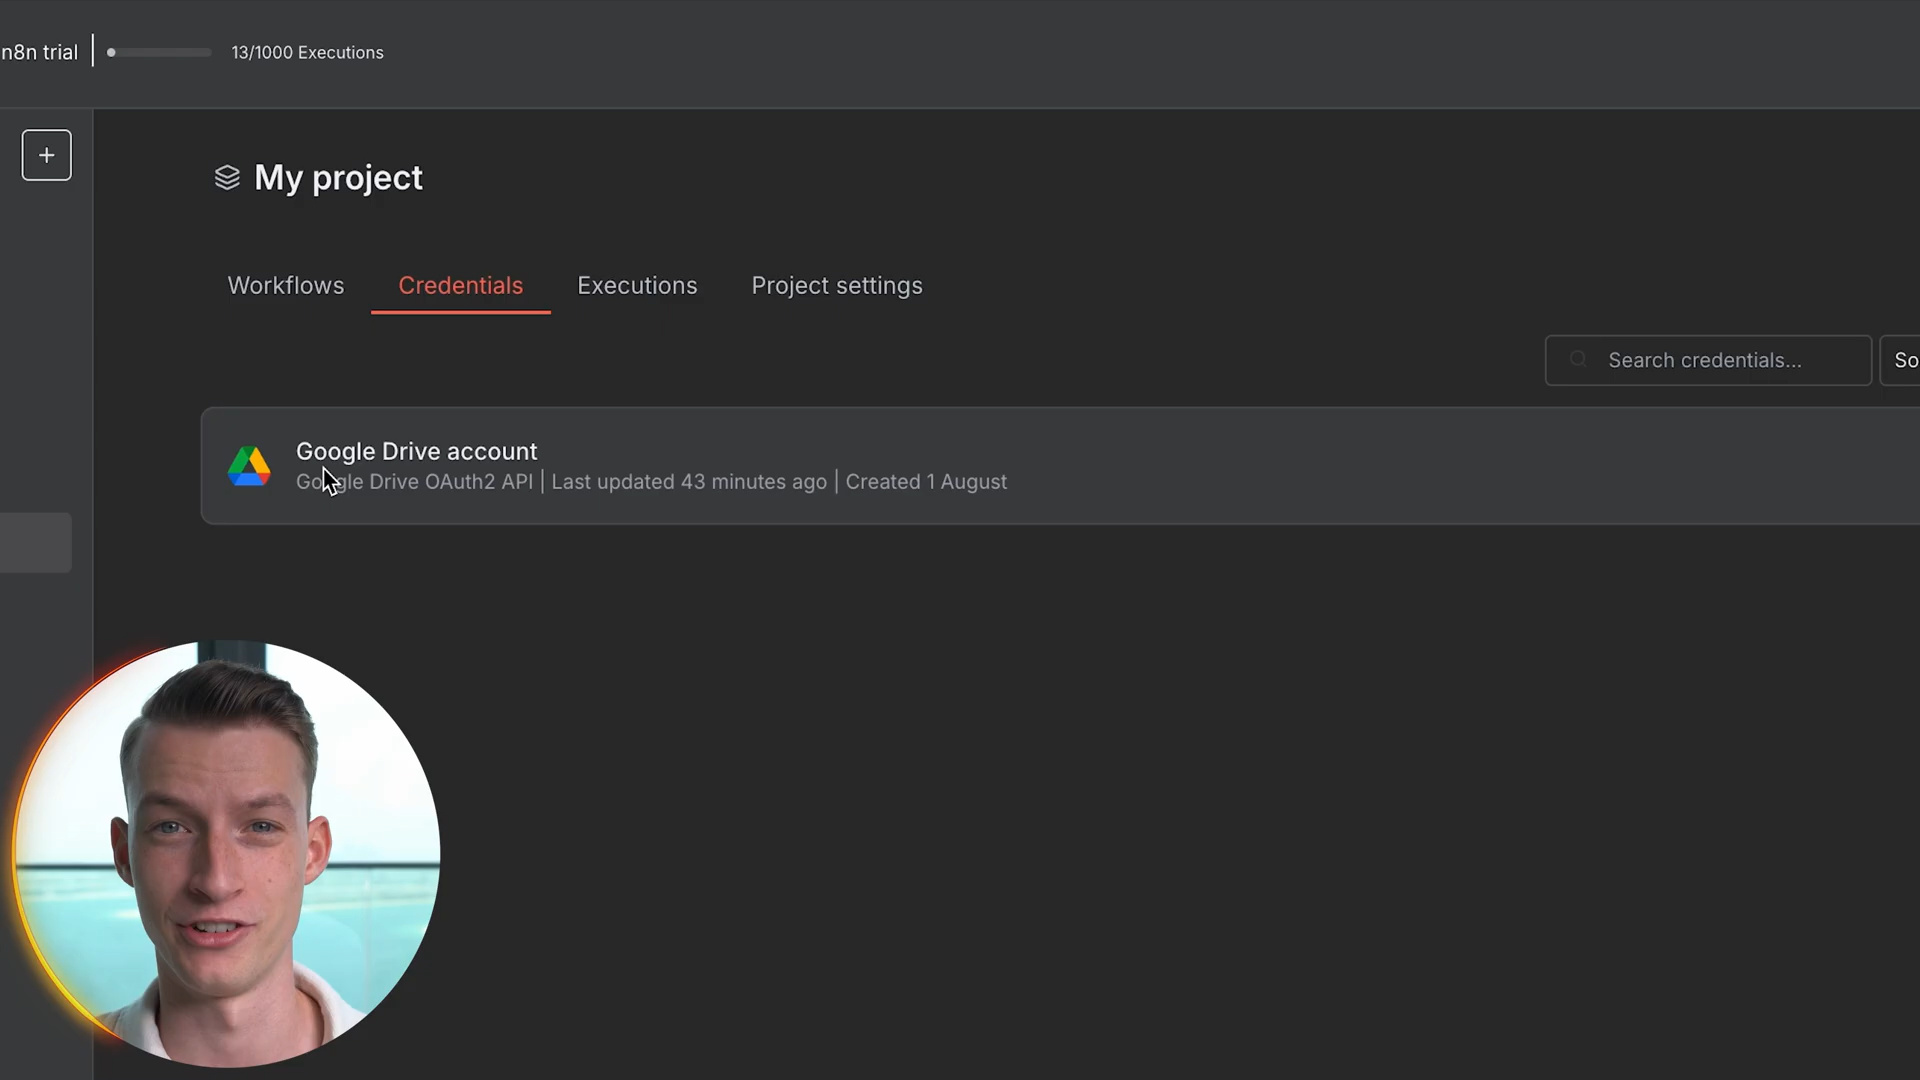 n8n trial
13/1000 Executions
+
My project
Workflows Credentials Executions Project settings
Search credentials...
So
Google Drive account
Google Drive OAuth2 API | Last updated 43 minutes ago | Created 1 August